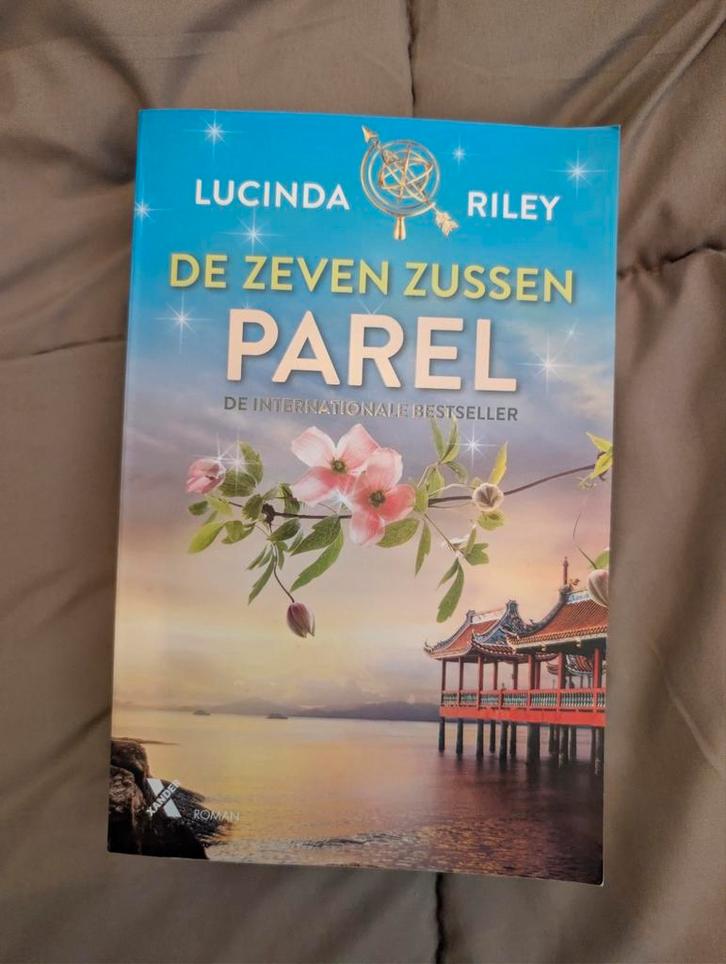 LUCINDA RILEY
DE ZEVEN ZUSSEN
PAREL
DE INTERNATIONALE BESTSELLER
XANDER
ROMAN